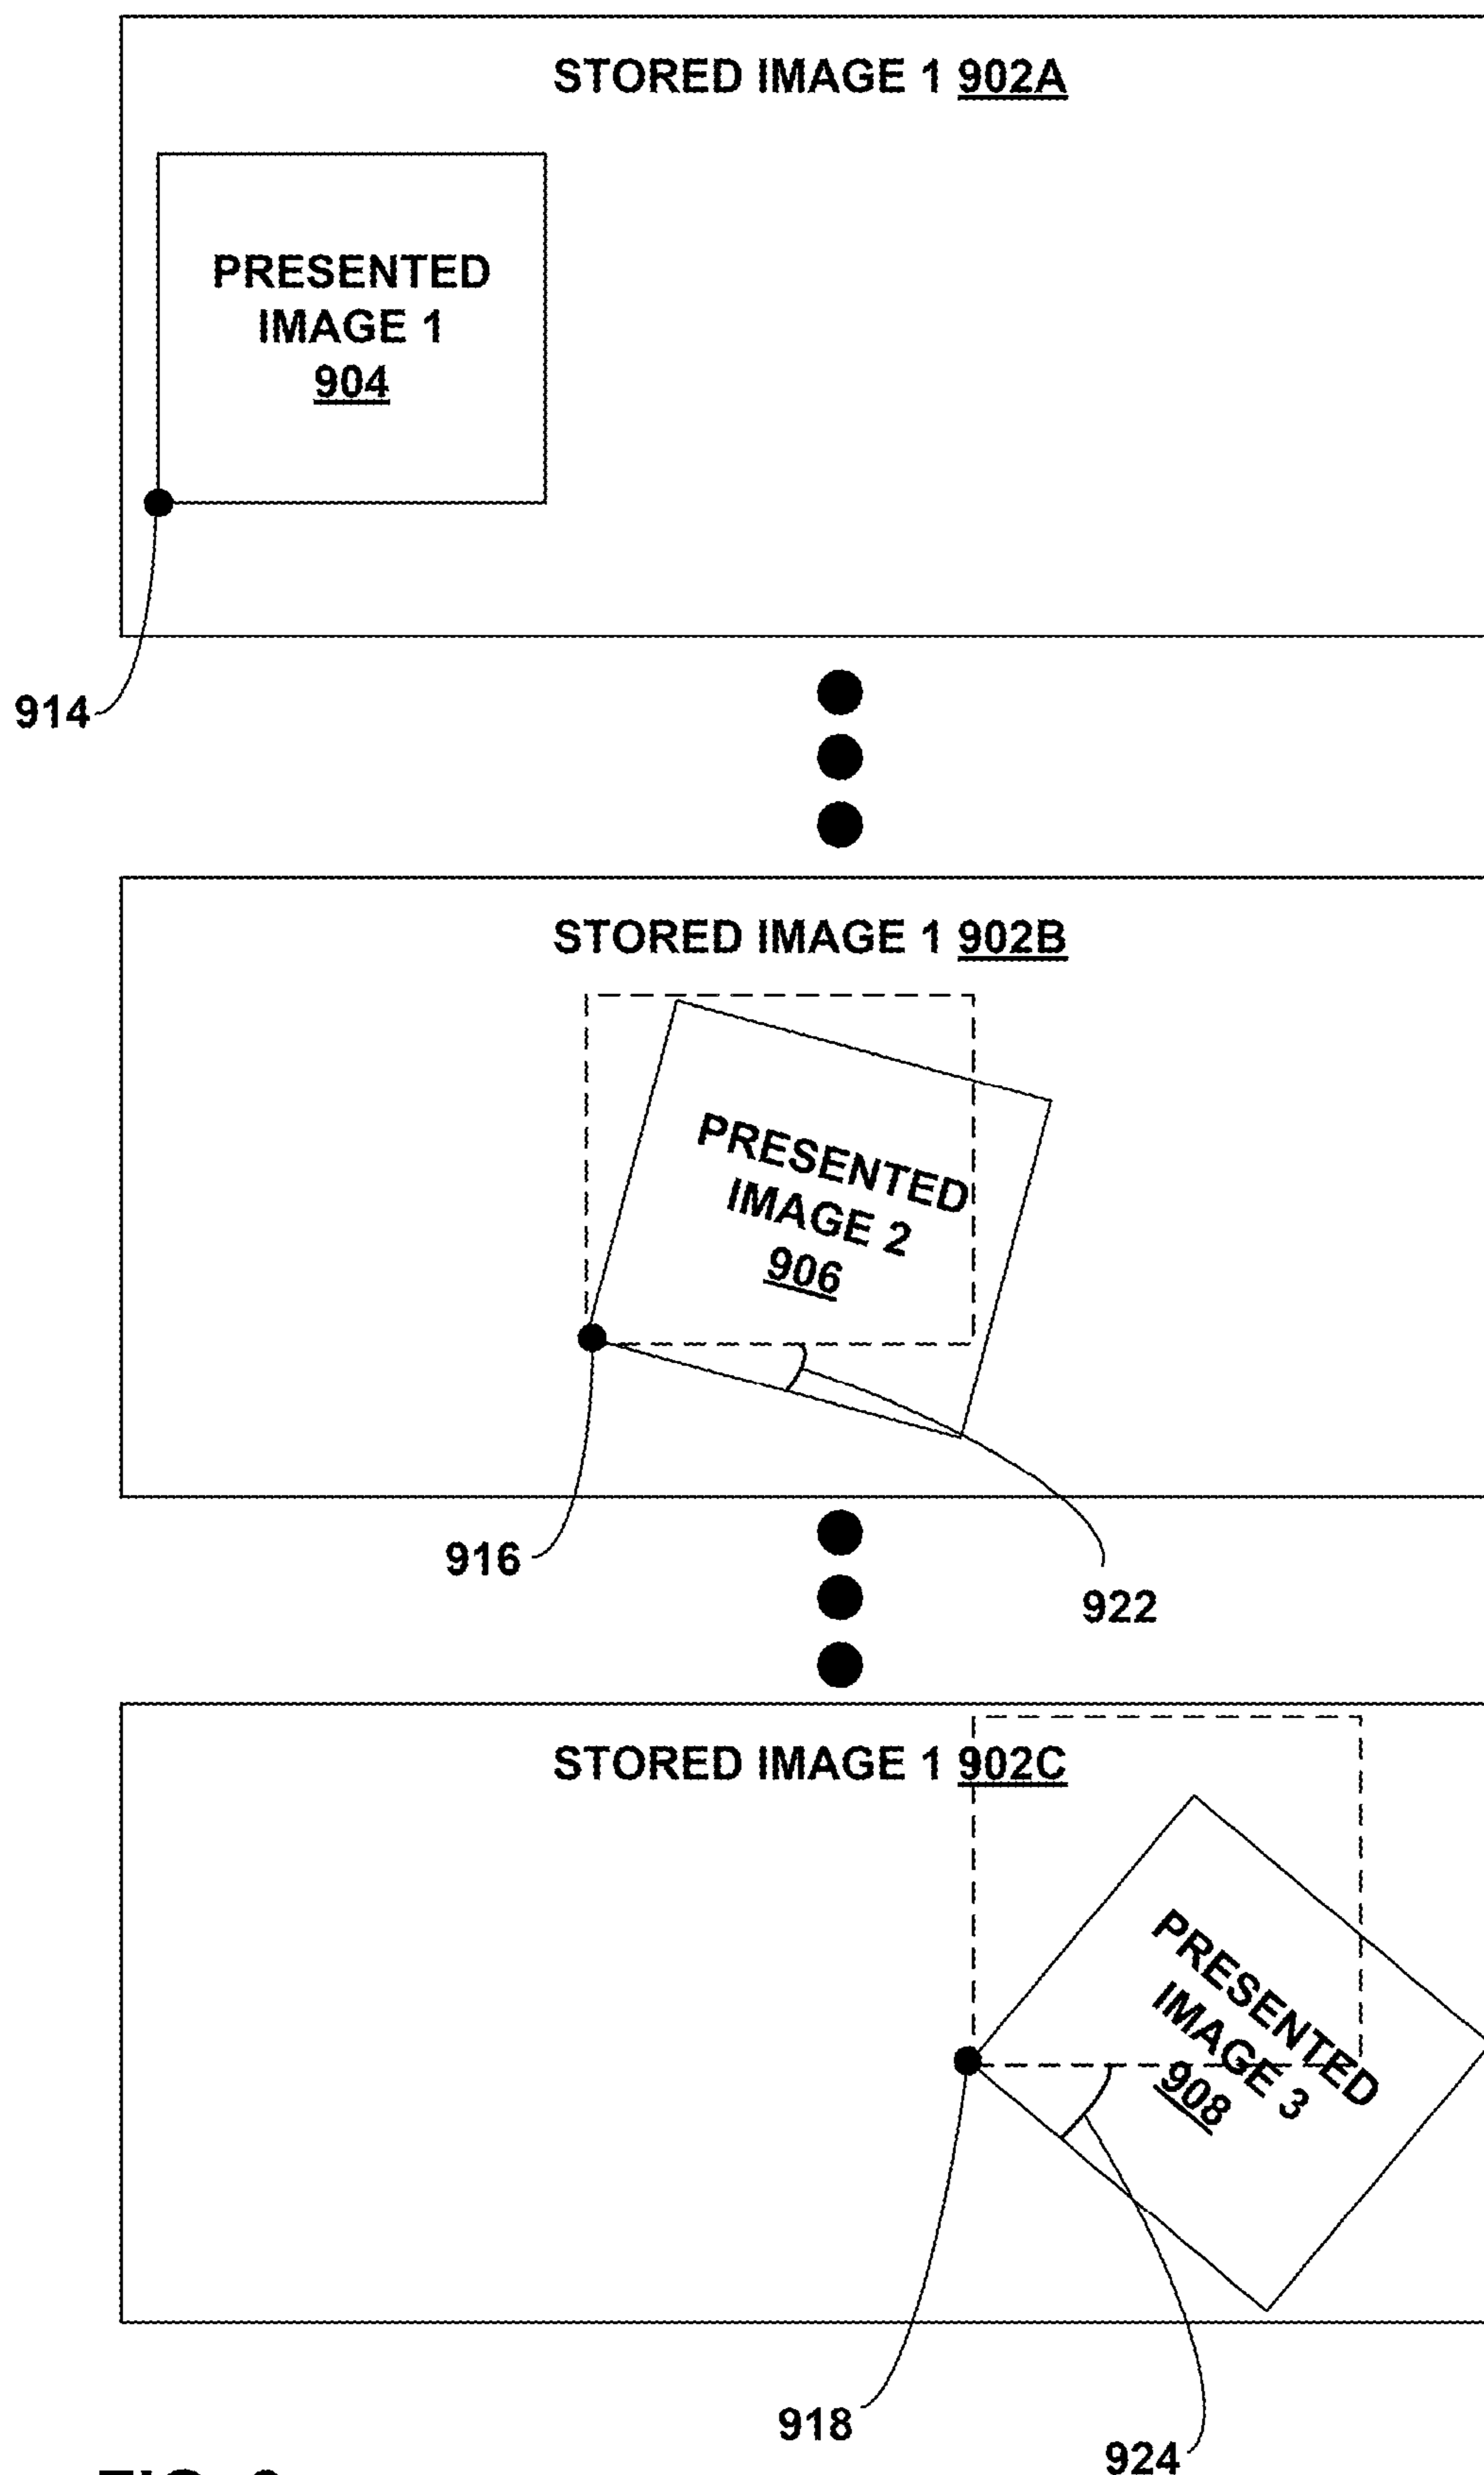 STORED IMAGE 1 902A
PRESENTED
IMAGE 1
904
914
STORED IMAGE 1 902B
PRESENTED
IMAGE 2
906
916
922
STORED IMAGE 1 902C
PRESENTED
IMAGE 3
908
918
924